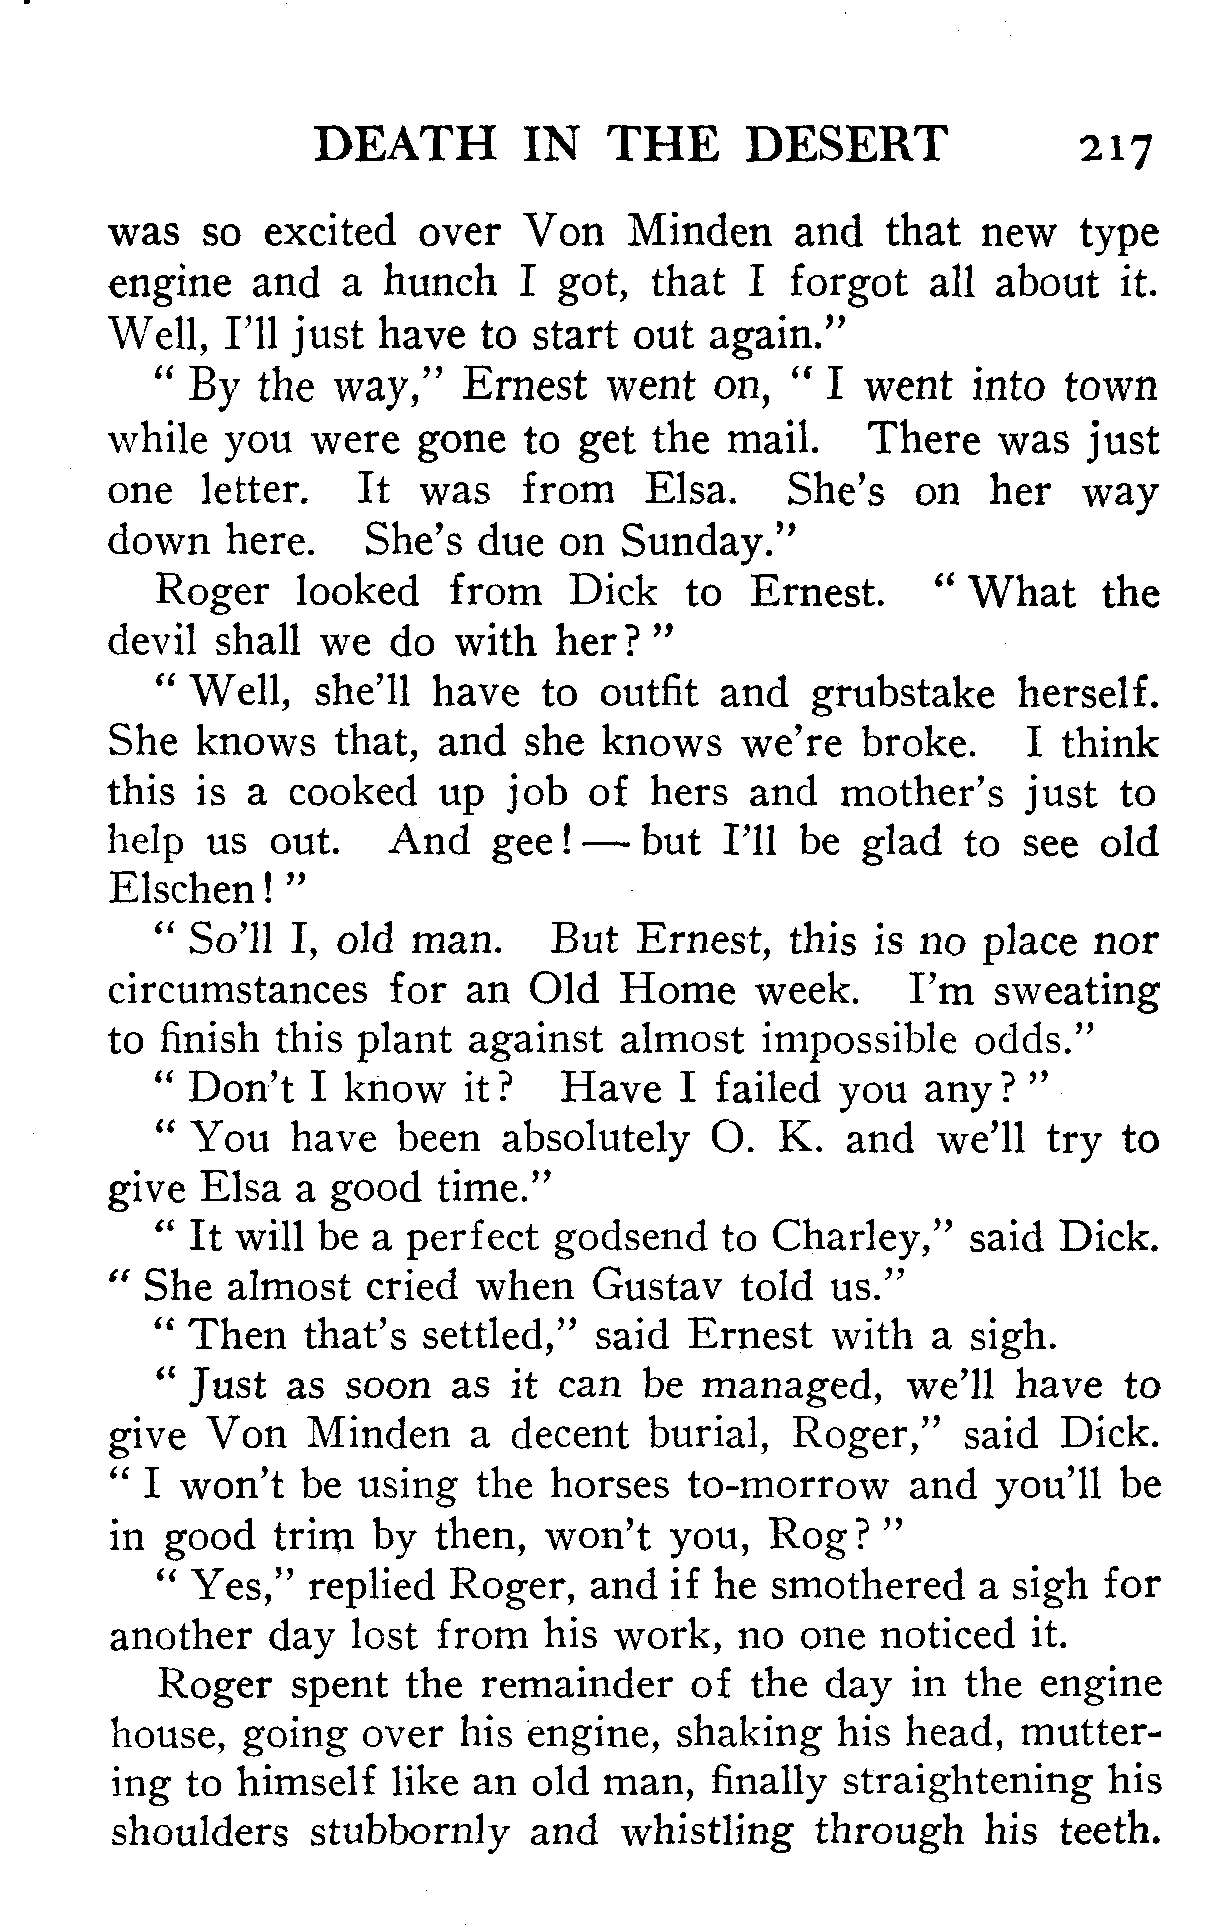 DEATH IN THE DESERT 217
was so excited over Von Minden and that new type
engine and a hunch I got, that I forgot all about it.
Well, I'll just have to start out again."
" By the way," Ernest went on, " I went into town
while you were gone to get the mail. There was just
one letter. It was from Elsa. She's on her way
down here. She's due on Sunday."
Roger looked from Dick to Ernest. " What the
devil shall we do with her? "
" Well, she'll have to outfit and grubstake herself.
She knows that, and she knows we're broke. I think
this is a cooked up job of hers and mother's just to
help us out. And gee! — but I'll be glad to see old
Elschen! "
" So'll I, old man. But Ernest, this is no place nor
circumstances for an Old Home week. I'm sweating
to finish this plant against almost impossible odds."
" Don't I know it? Have I failed you any? "
" You have been absolutely O. K. and we'll try to
give Elsa a good time."
" It will be a perfect godsend to Charley," said Dick.
" She almost cried when Gustav told us."
" Then that's settled," said Ernest with a sigh.
" Just as soon as it can be managed, we'll have to
give Von Minden a decent burial, Roger," said Dick.
" I won't be using the horses to-morrow and you'll be
in good trim by then, won't you, Rog? "
" Yes," replied Roger, and if he smothered a sigh for
another day lost from his work, no one noticed it.
Roger spent the remainder of the day in the engine
house, going over his engine, shaking his head, mutter-
ing to himself like an old man, finally straightening his
shoulders stubbornly and whistling through his teeth.